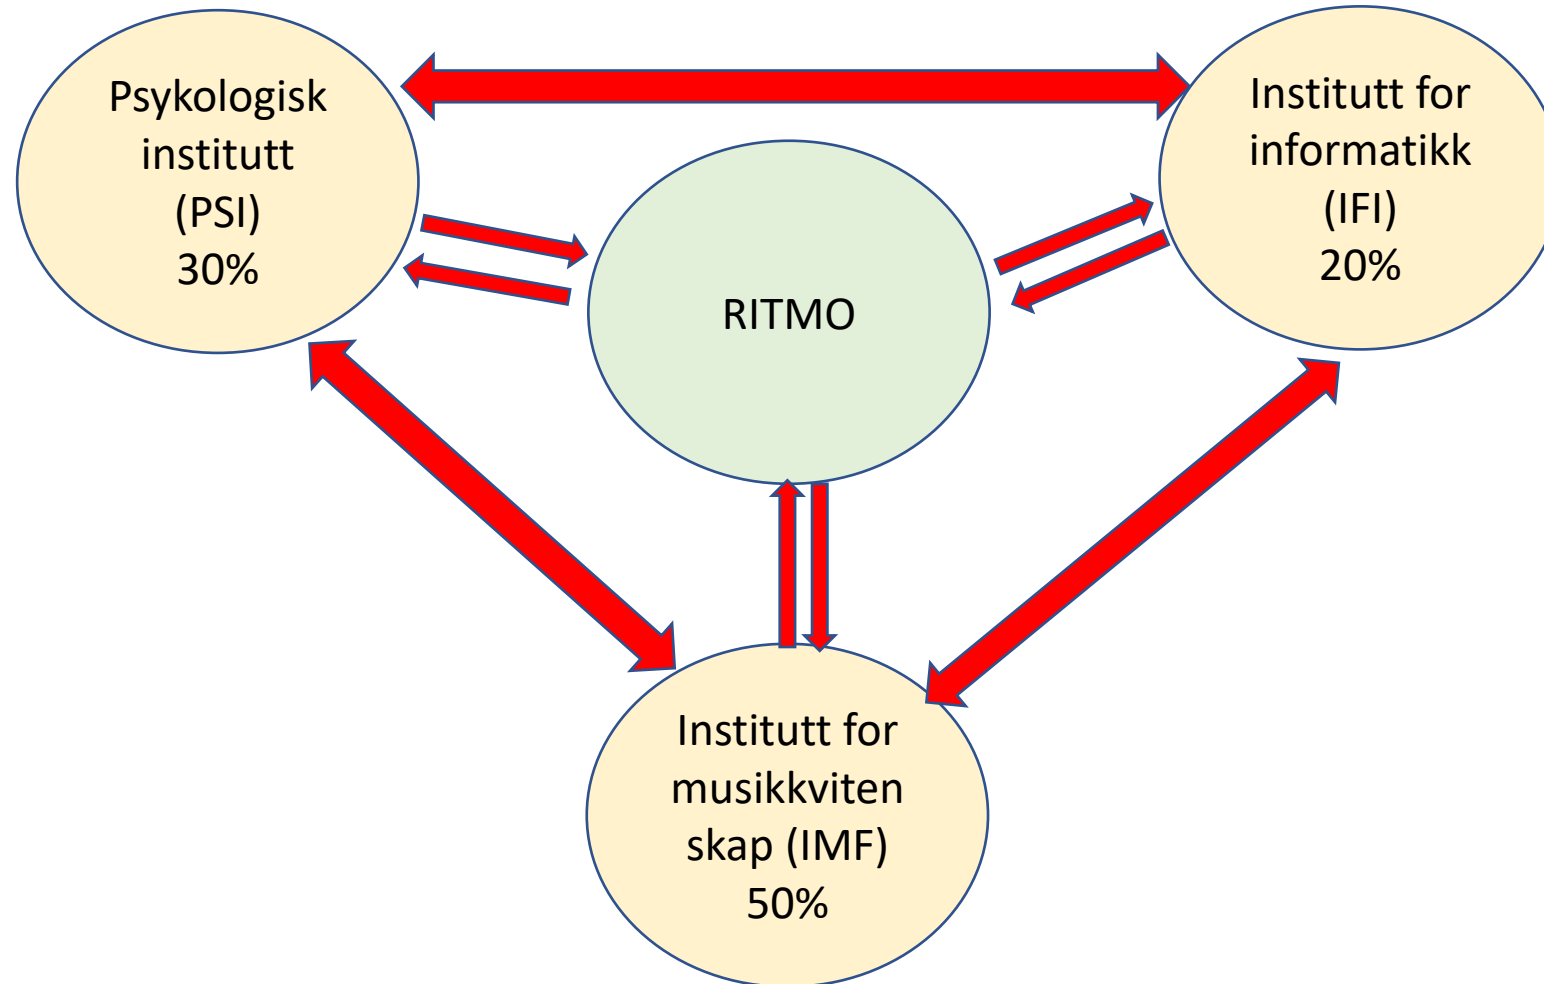 Psykologisk
institutt
(PSI)
30%
Institutt for
informatikk
(IFI)
20%
RITMO
Institutt for
musikkviten
skap (IMF)
50%